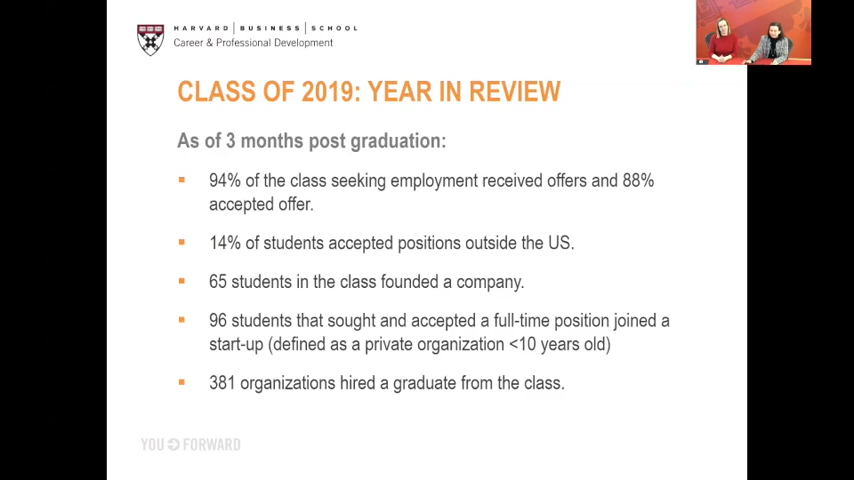 HARVARD | BUSINESS | SCHOOL
Career & Professional Development
CLASS OF 2019: YEAR IN REVIEW
As of 3 months post graduation:
▪ 94% of the class seeking employment received offers and 88%
accepted offer.
▪ 14% of students accepted positions outside the US.
▪ 65 students in the class founded a company.
▪ 96 students that sought and accepted a full-time position joined a
start-up (defined as a private organization <10 years old)
▪ 381 organizations hired a graduate from the class.
YOU FORWARD